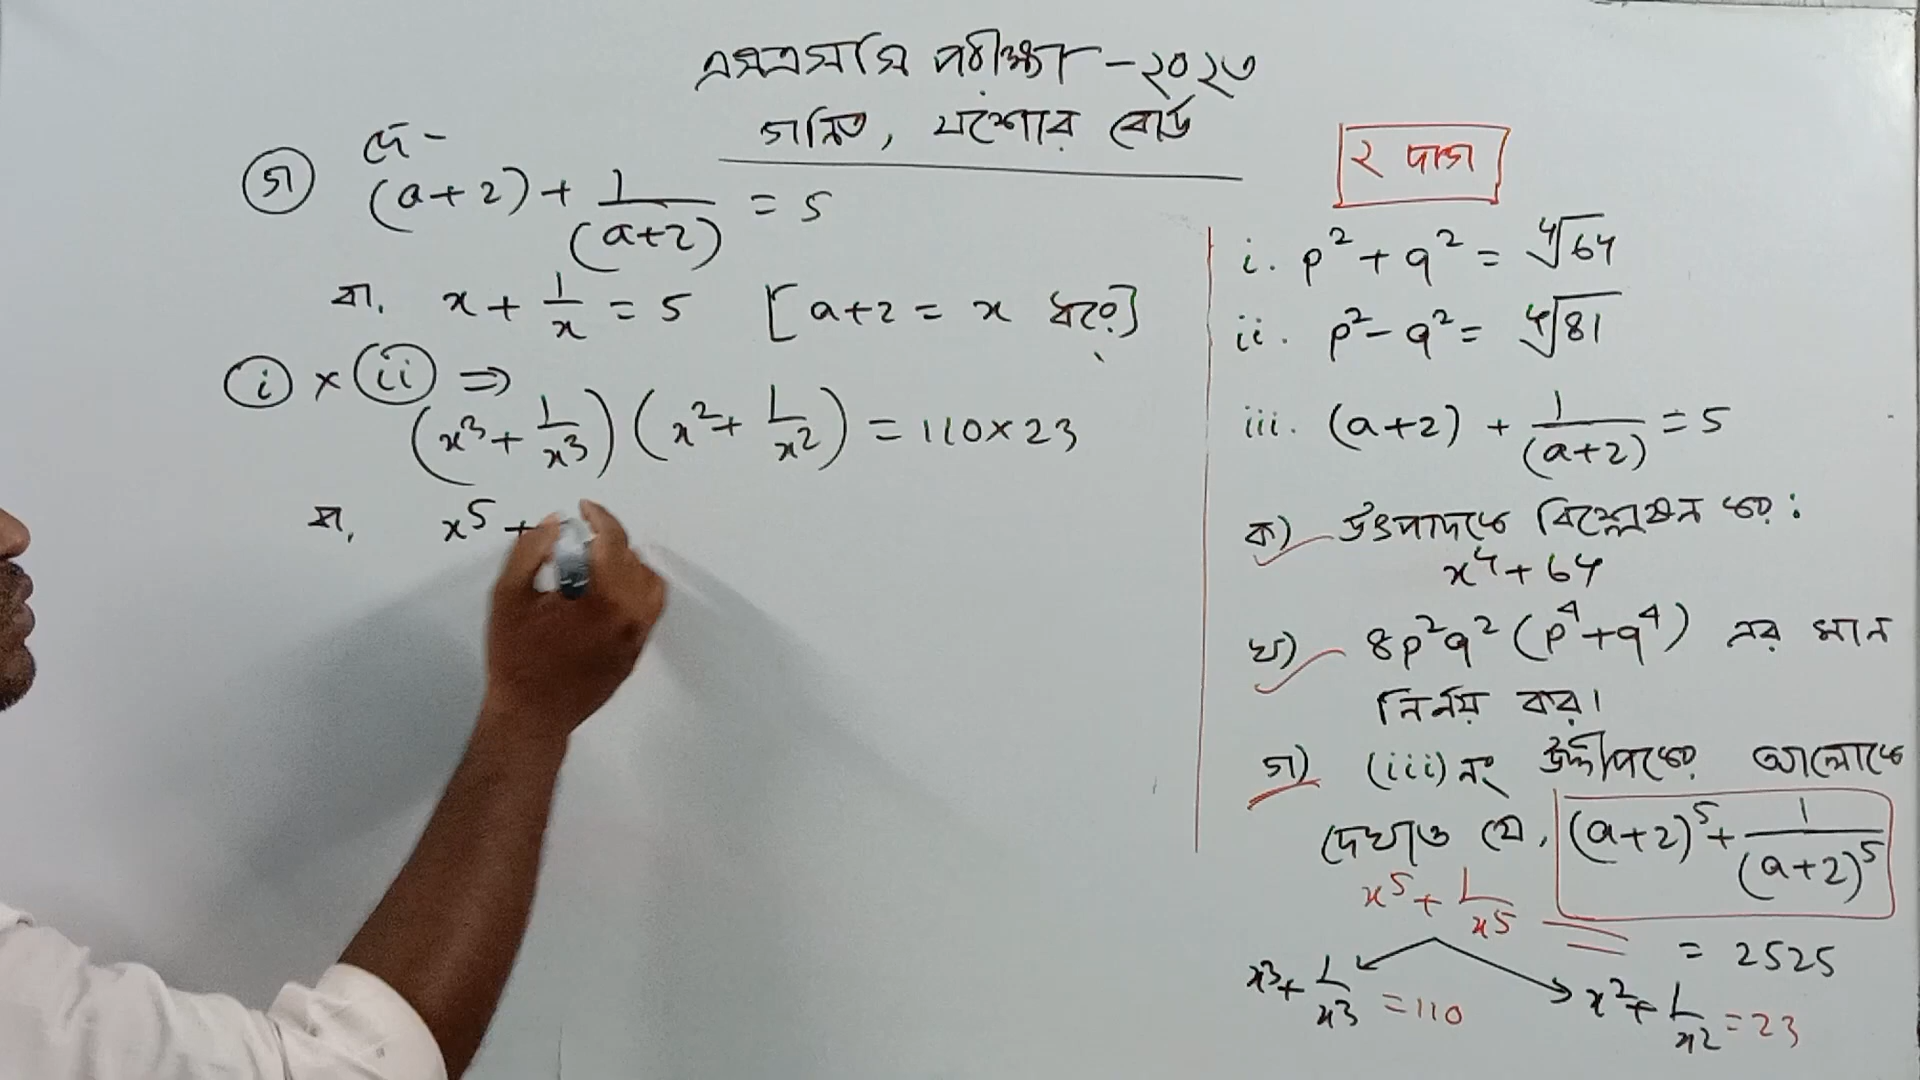 এসএসসি পরীক্ষা - ২০২৩
গনিত, যশোর বোর্ড
২ দাগ
গ দে-
(a+2) + 1/(a+2) = 5
বা, x + 1/x = 5 [a+2 = x ধরে]
i × ii ⇒
(x³ + 1/x³) (x² + 1/x²) = 110 × 23
বা, x⁵ +
i. p² + q² = ∜64
ii. p² - q² = ∜81
iii. (a+2) + 1/(a+2) = 5
ক) উৎপাদকে বিশ্লেষন কর:
x⁴ + 64
খ) 8p²q² (p⁴+q⁴) এর মান
নির্নয় কর।
গ) (iii) নং উদ্দীপকের আলোকে
দেখাও যে, (a+2)⁵ + 1/(a+2)⁵
x⁵ + 1/x⁵
= 2525
x³ + 1/x³ = 110
x² + 1/x² = 23